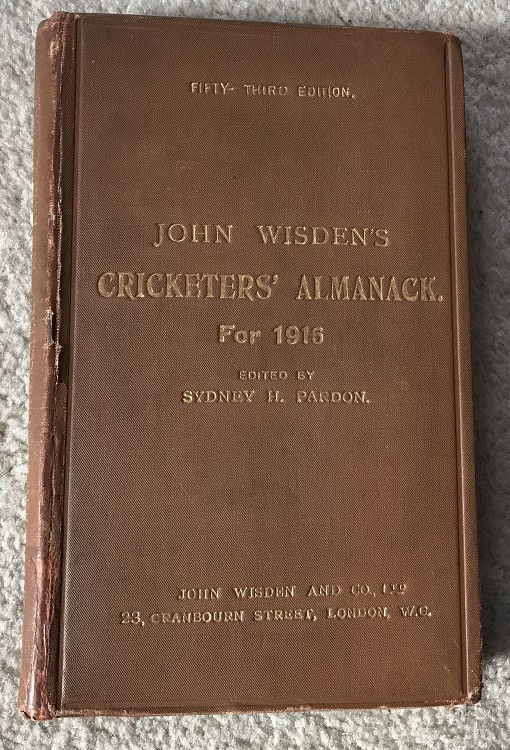 FIFTY-THIRD EDITION.
JOHN WISDEN'S
CRICKETERS' ALMANACK.
For 1916
EDITED BY
SYDNEY H. PARDON.
JOHN WISDEN AND CO., LTD
23, CRANBOURN STREET, LONDON, W.C.